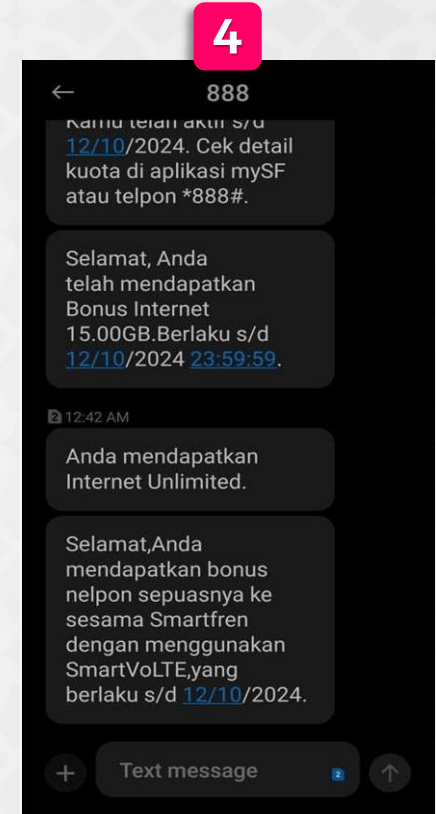 4
888
Kamu telah aktif s/d
12/10/2024. Cek detail
kuota di aplikasi mySF
atau telpon *888#.
Selamat, Anda
telah mendapatkan
Bonus Internet
15.00GB.Berlaku s/d
12/10/2024 23:59:59.
2 12:42 AM
Anda mendapatkan
Internet Unlimited.
Selamat,Anda
mendapatkan bonus
nelpon sepuasnya ke
sesama Smartfren
dengan menggunakan
SmartVoLTE,yang
berlaku s/d 12/10/2024.
Text message
2